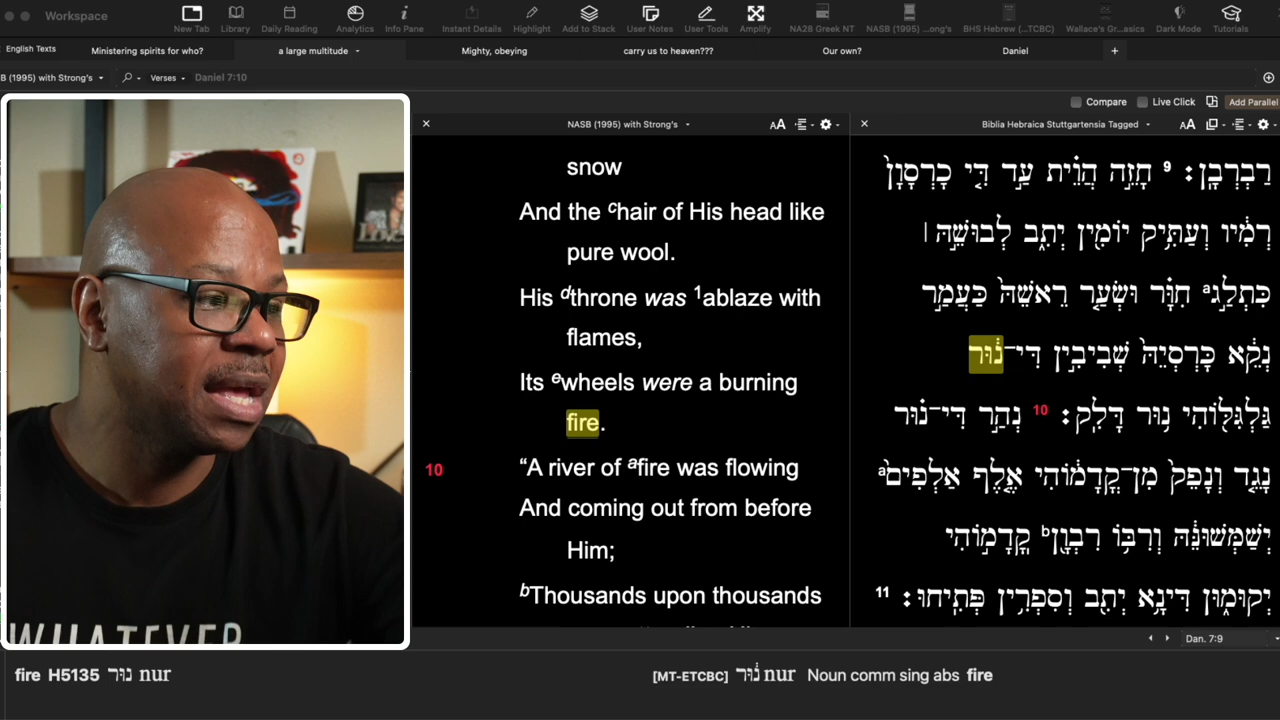 Workspace
New Tab Library Daily Reading Analytics Info Pane Instant Details Highlight Add to Stack User Notes User Tools Amplify NA28 Greek NT NASB (1995) ...ong's BHS Hebrew (...TCBC) Wallace's Gr...asics Dark Mode Tutorials
English Texts Ministering spirits for who? a large multitude Mighty, obeying carry us to heaven??? Our own? Daniel +
B (1995) with Strong's Verses Daniel 7:10
Compare Live Click Add Parallel
NASB (1995) with Strong's AA
snow
And the chair of His head like
pure wool.
His dthrone was 1ablaze with
flames,
Its ewheels were a burning
fire.
10 “A river of afire was flowing
And coming out from before
Him;
bThousands upon thousands
Biblia Hebraica Stuttgartensia Tagged AA
רַבְרְבָֽן׃ 9 חָזֵ֣ה הֲוֵ֗ית עַ֣ד דִּ֤י כָרְסָוָן֙
רְמִ֔יו וְעַתִּ֥יק יוֹמִ֖ין יְתִ֑ב לְבוּשֵׁ֣הּ ׀
כִּתְלַ֣ג a חִוָּ֗ר וּשְׂעַ֤ר רֵאשֵׁהּ֙ כַּעֲמַ֣ר
נְקֵ֔א כָּרְסְיֵהּ֙ שְׁבִיבִ֣ין דִּי־נ֔וּר
גַּלְגִּלּ֖וֹהִי נ֥וּר דָּלִֽק׃ 10 נְהַ֣ר דִּי־נ֗וּר
נָגֵ֤ד וְנָפֵק֙ מִן־קֳדָמ֔וֹהִי אֶ֤לֶף אַלְפִים֙ a
יְשַׁמְּשׁוּנֵּ֔הּ וְרִבּ֥וֹ רִבְוָ֖ן b קָֽדָמ֣וֹהִי
יְקוּמ֑וּן דִּינָ֥א יְתִ֖ב וְסִפְרִ֥ין פְּתִֽיחוּ׃ 11
Dan. 7:9
WHATEVER
fire H5135 נוּר nur
[MT-ETCBC] נ֔וּר nur Noun comm sing abs fire